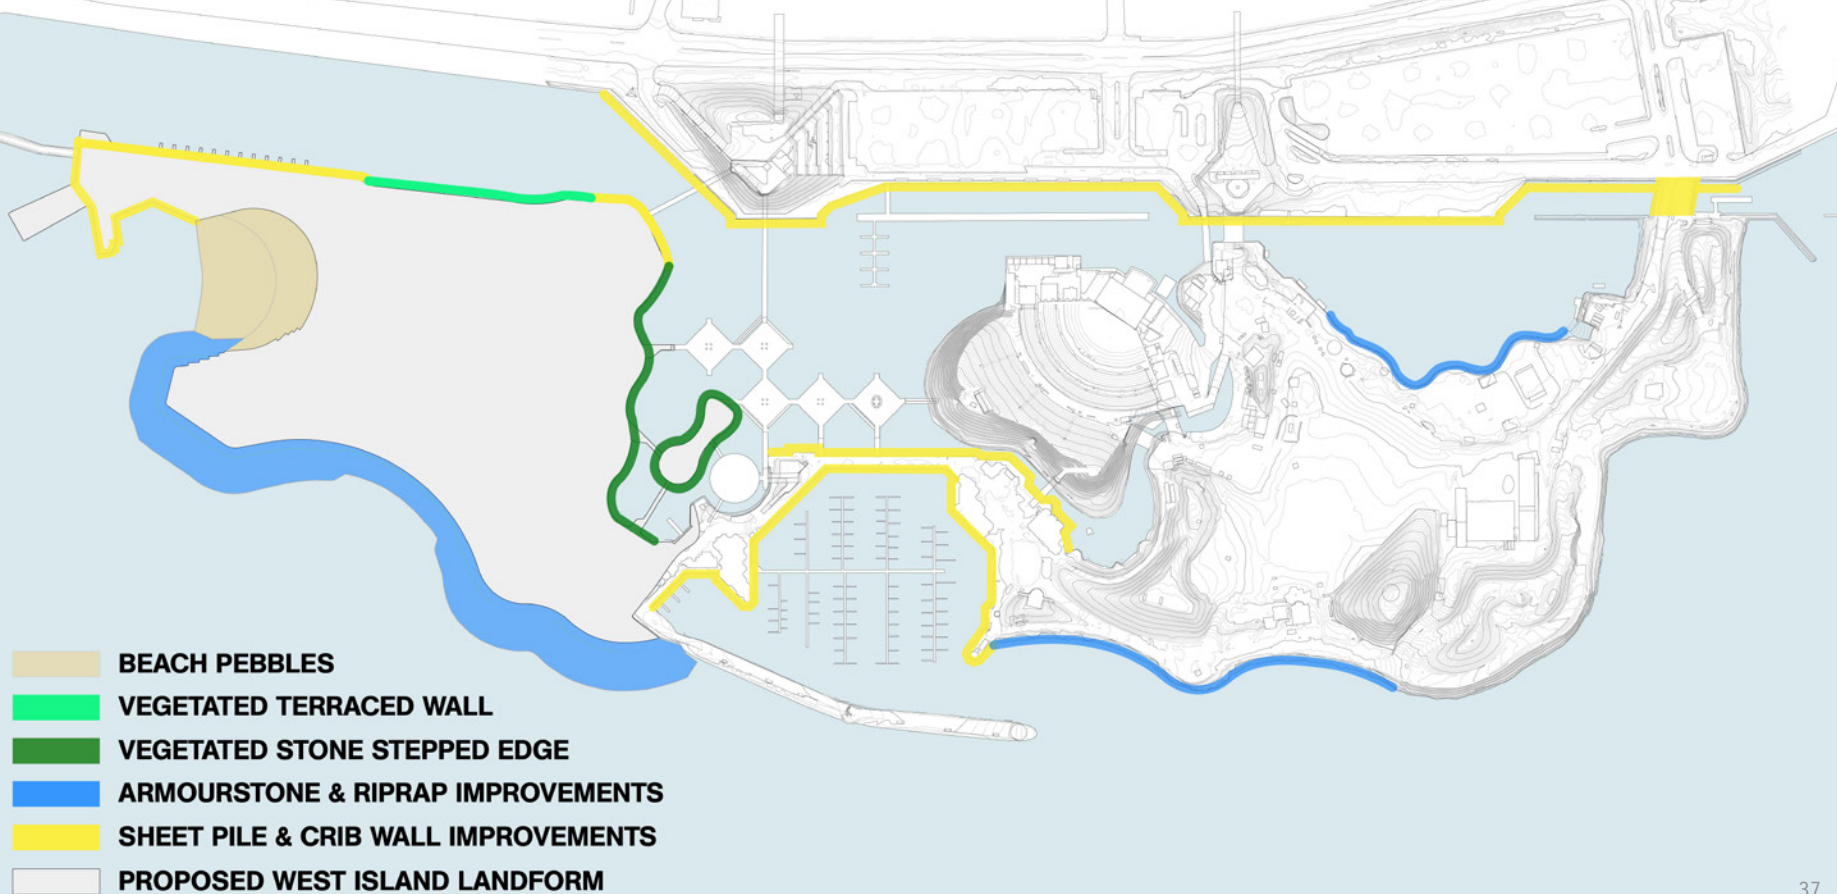 BEACH PEBBLES
VEGETATED TERRACED WALL
VEGETATED STONE STEPPED EDGE
ARMOURSTONE & RIPRAP IMPROVEMENTS
SHEET PILE & CRIB WALL IMPROVEMENTS
PROPOSED WEST ISLAND LANDFORM
37